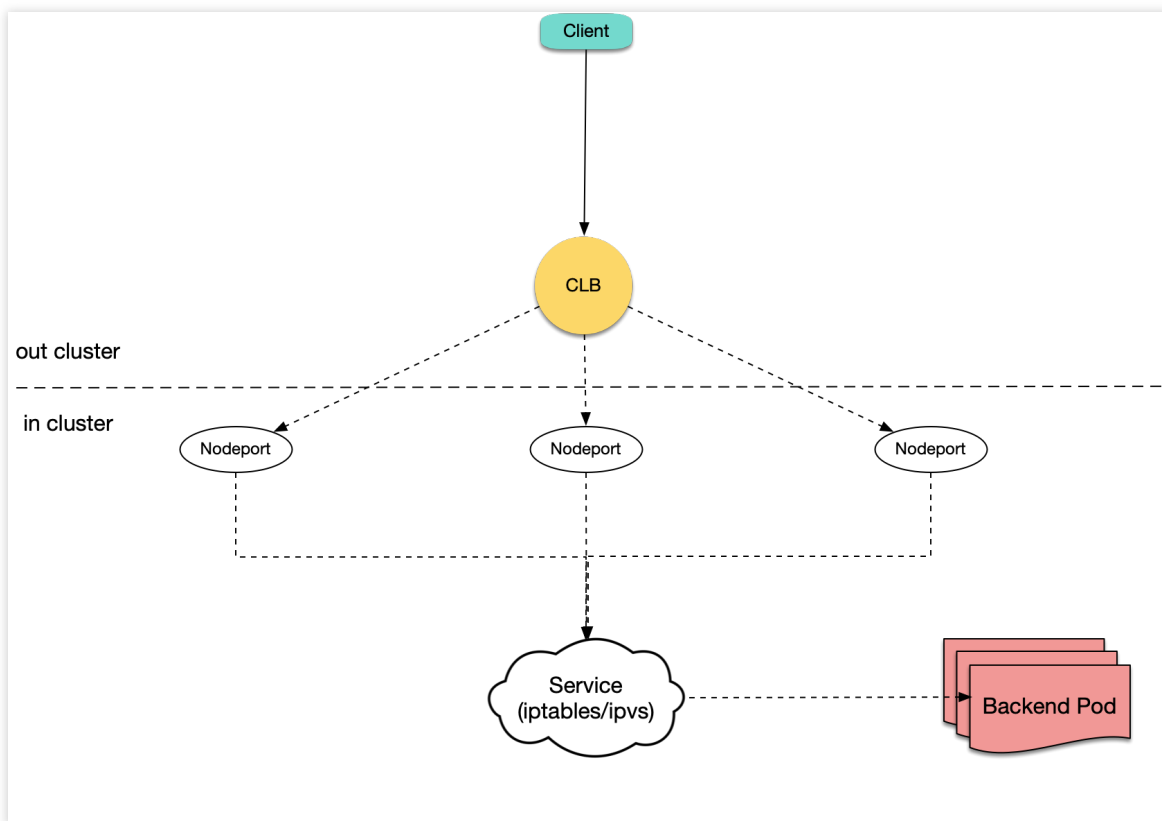 Client
CLB
out cluster
in cluster
Nodeport
Nodeport
Nodeport
Service
(iptables/ipvs)
Backend Pod